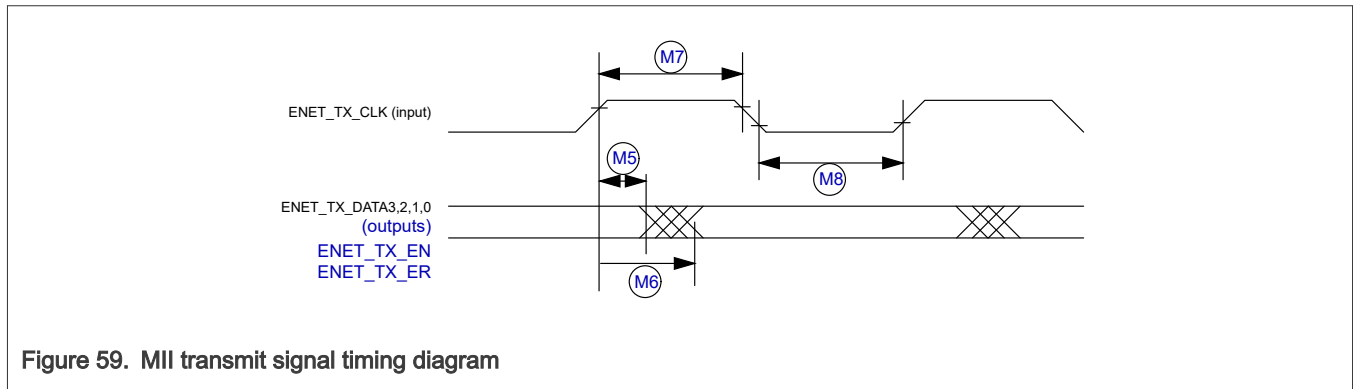 M7
ENET_TX_CLK (input)
M5
M8
ENET_TX_DATA3,2,1,0
(outputs)
ENET_TX_EN
ENET_TX_ER
M6
Figure 59. MII transmit signal timing diagram